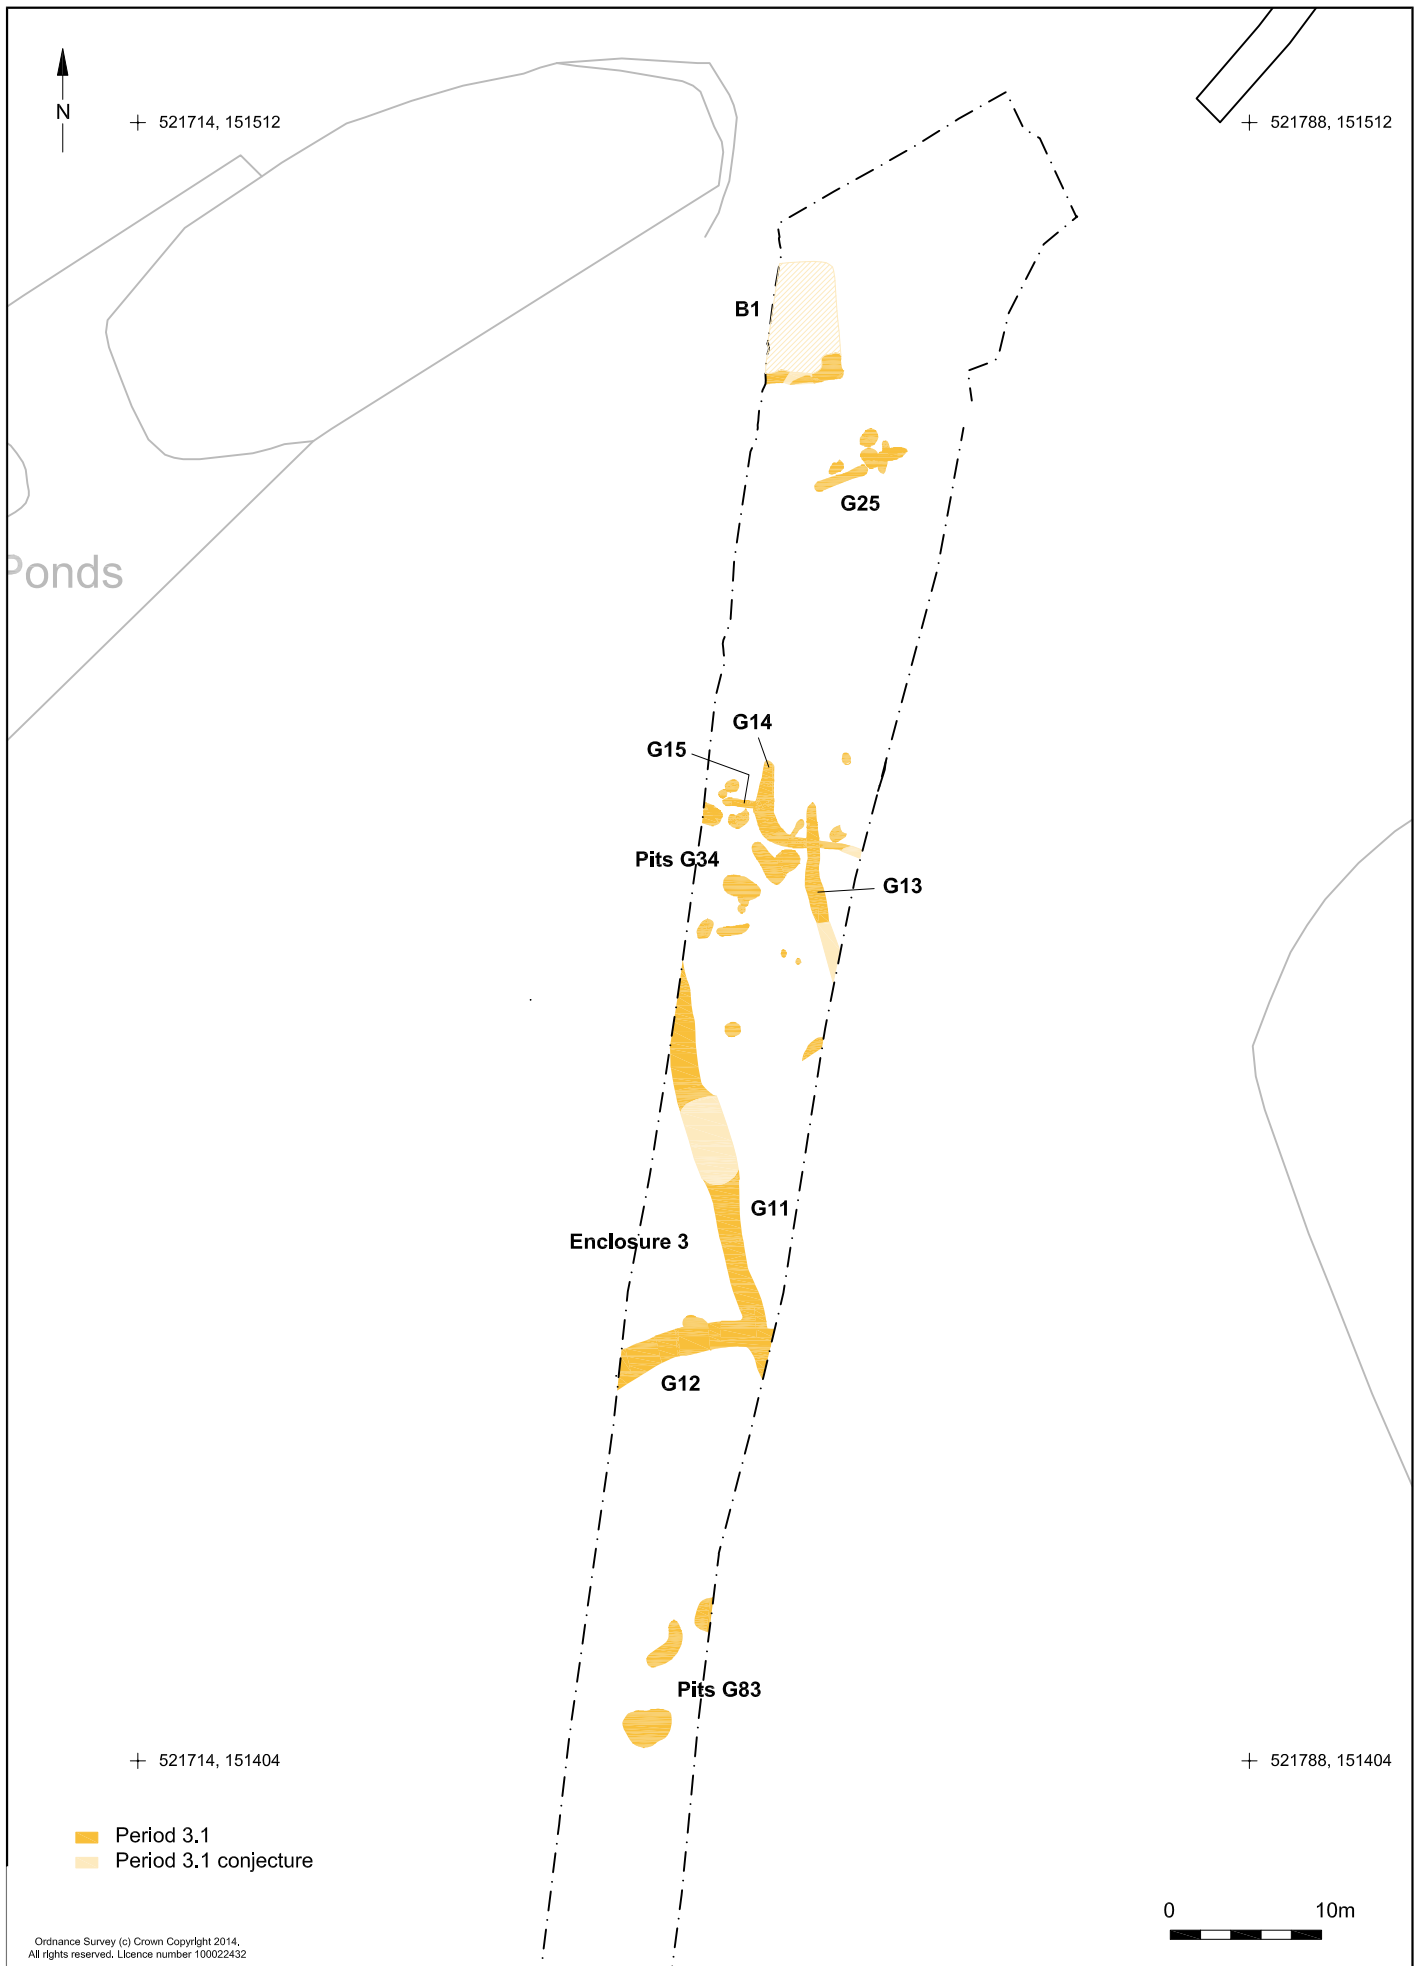 N
521714, 151512
521788, 151512
B1
G25
Ponds
G14
G15
Pits G34
G13
G11
Enclosure 3
G12
Pits G83
521714, 151404
521788, 151404
Period 3.1
Period 3.1 conjecture
0 10m
Ordnance Survey (c) Crown Copyright 2014,
All rights reserved. Licence number 100022432